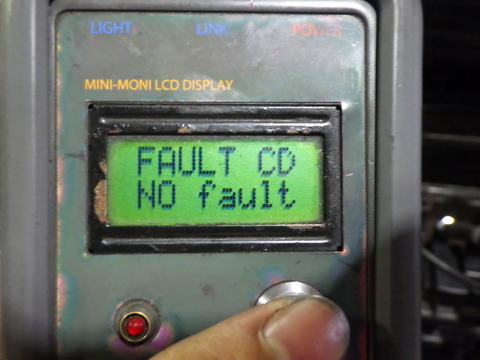 LIGHT LINK POWER
MINI-MONI LCD DISPLAY
FAULT CD
NO fault